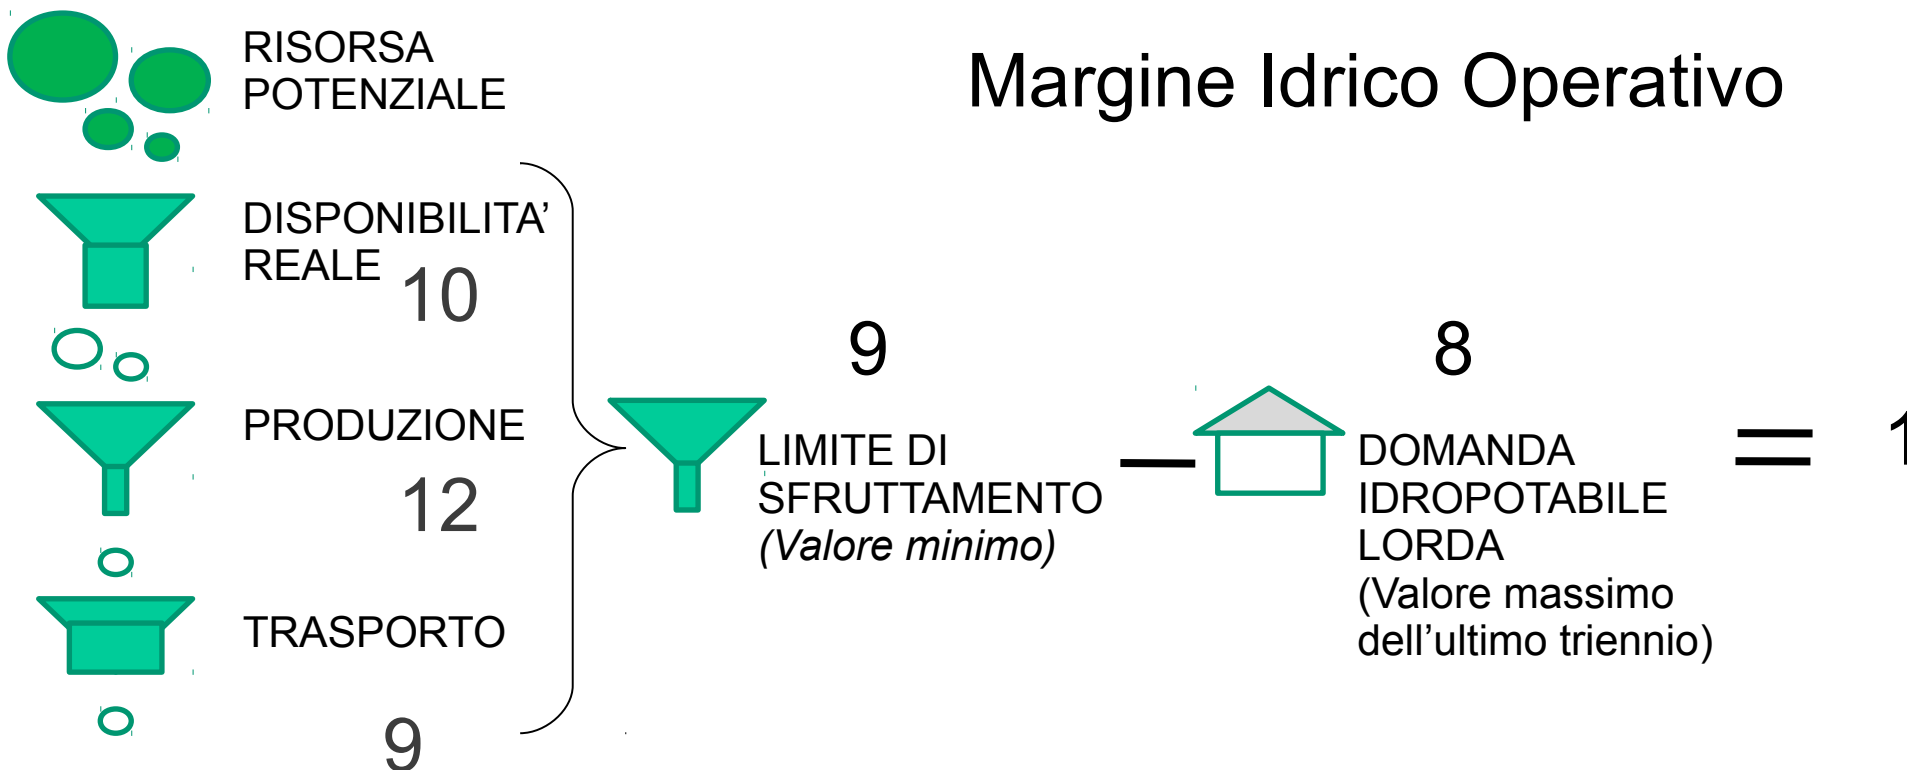 RISORSA
POTENZIALE
Margine Idrico Operativo
DISPONIBILITA’
REALE
10
PRODUZIONE
12
TRASPORTO
9
9
LIMITE DI
SFRUTTAMENTO
(Valore minimo)
–
8
DOMANDA
IDROPOTABILE
LORDA
(Valore massimo
dell’ultimo triennio)
=
1